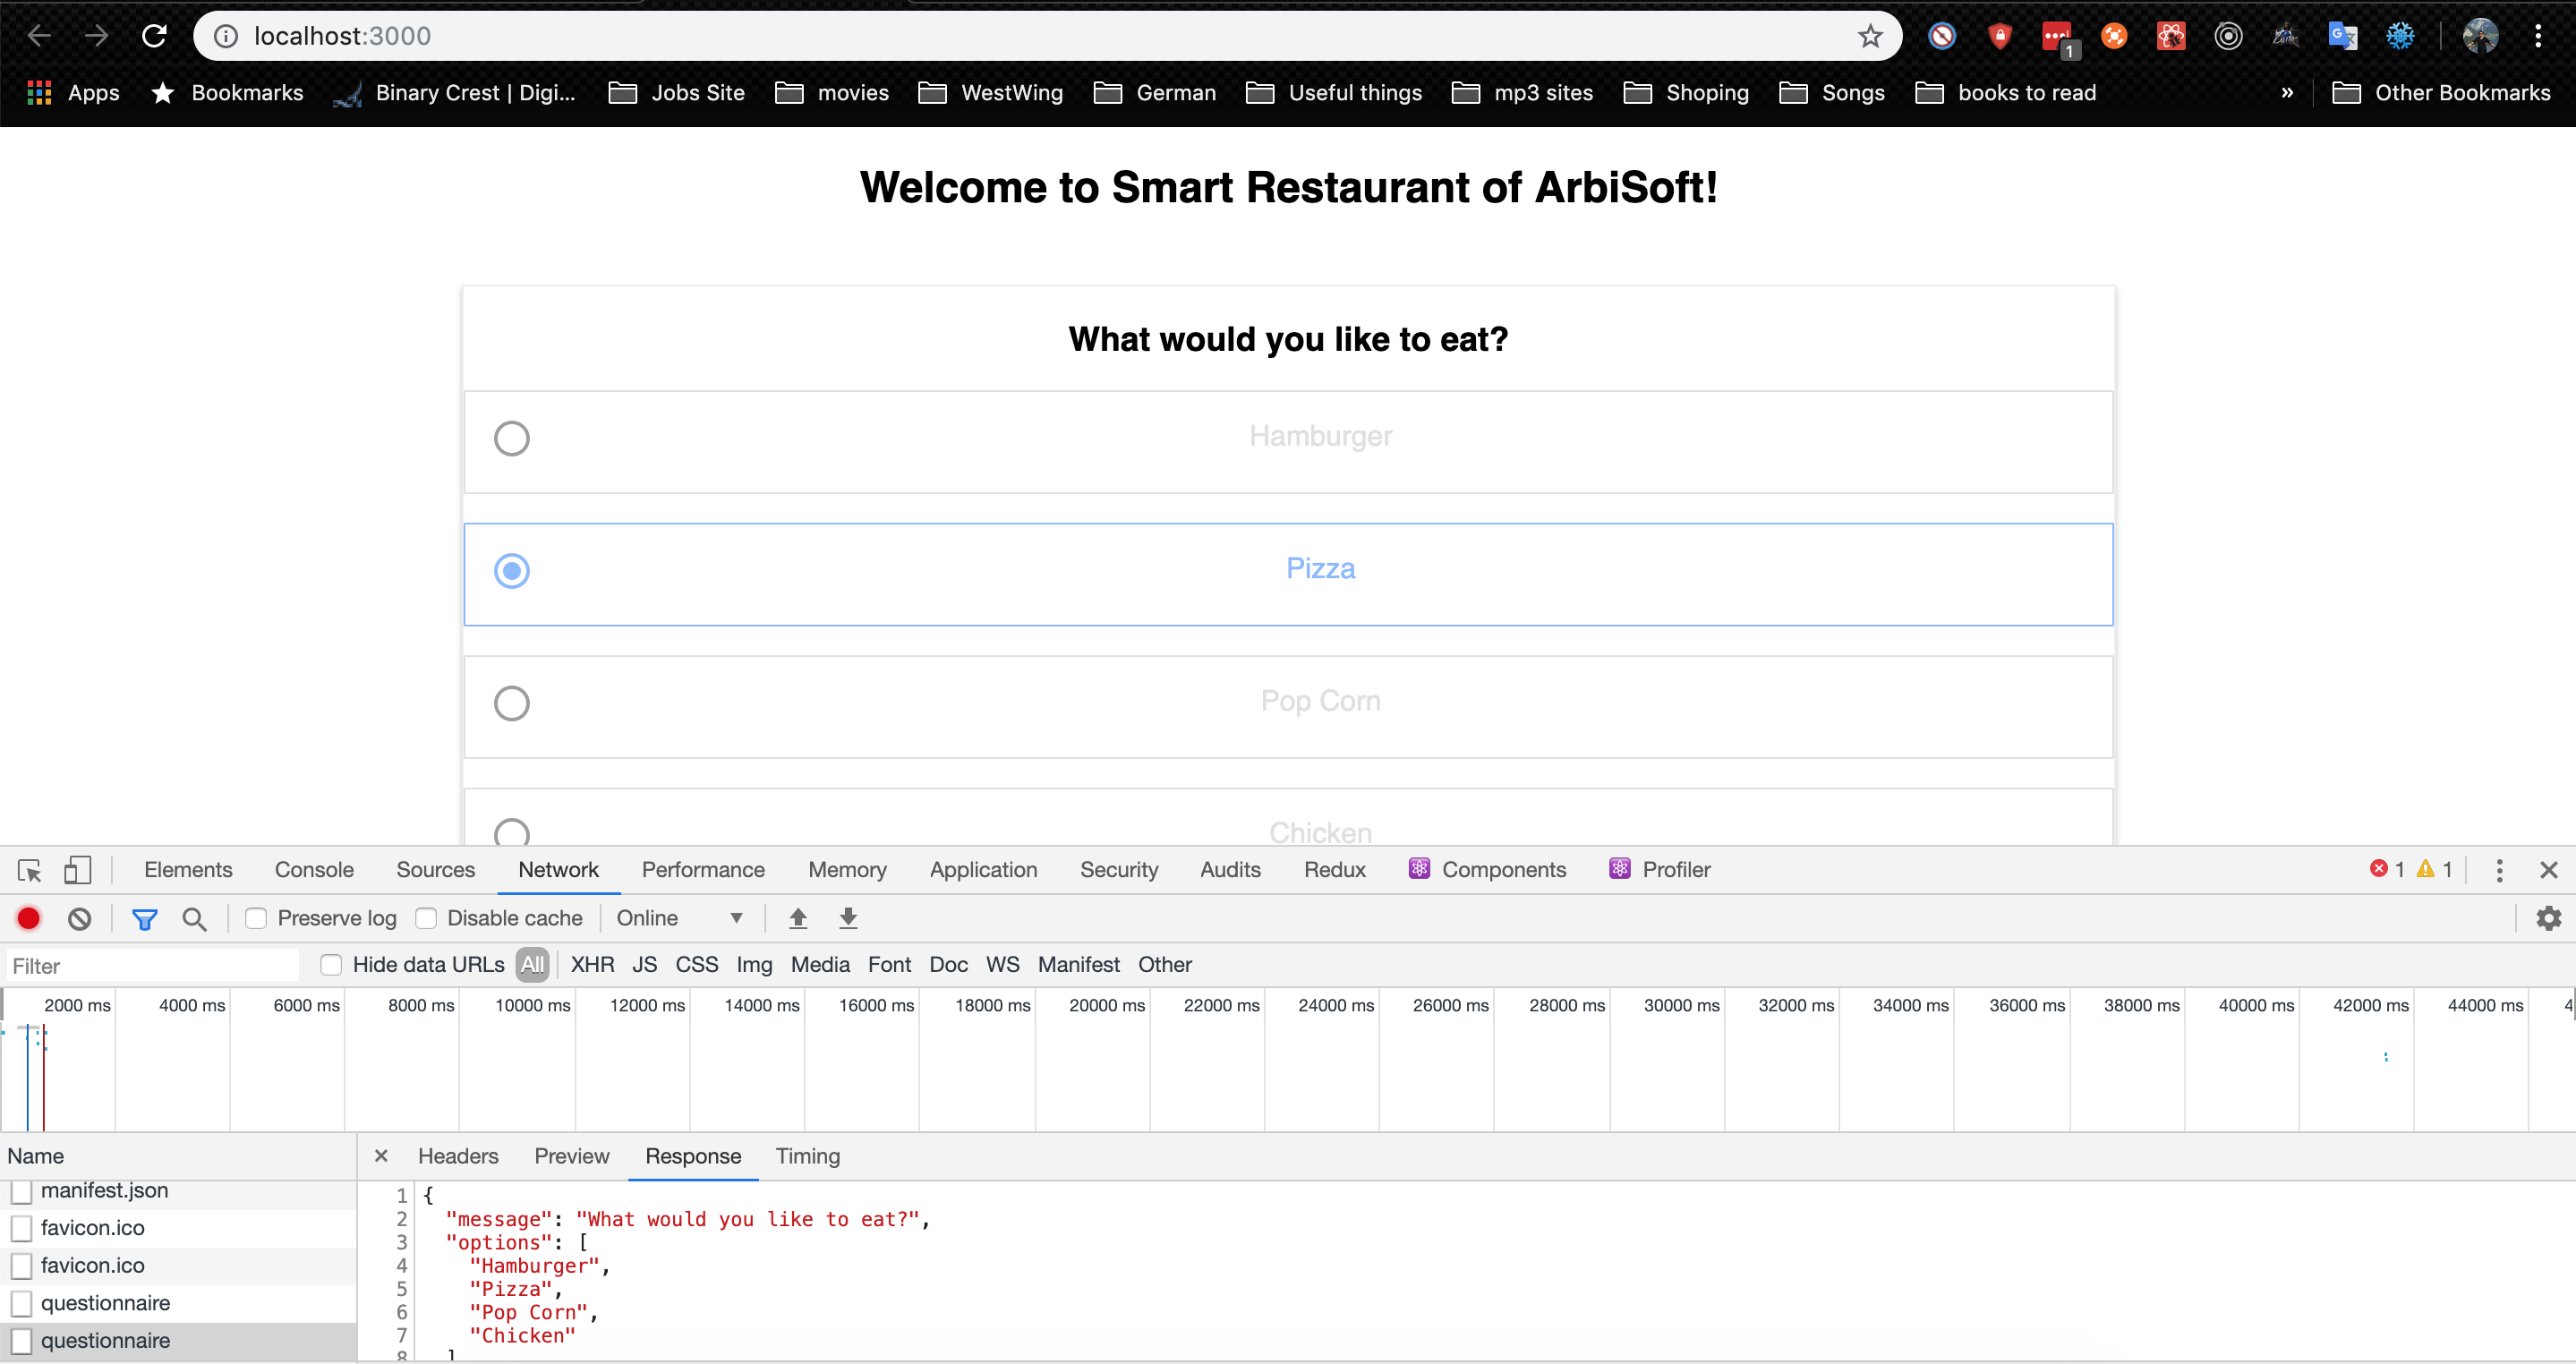 localhost:3000
1
Apps Bookmarks Binary Crest | Digi... Jobs Site movies WestWing German Useful things mp3 sites Shoping Songs books to read » Other Bookmarks
Welcome to Smart Restaurant of ArbiSoft!
What would you like to eat?
Hamburger
Pizza
Pop Corn
Chicken
Elements Console Sources Network Performance Memory Application Security Audits Redux Components Profiler 1 1
Preserve log Disable cache Online
Filter Hide data URLs All XHR JS CSS Img Media Font Doc WS Manifest Other
2000 ms 4000 ms 6000 ms 8000 ms 10000 ms 12000 ms 14000 ms 16000 ms 18000 ms 20000 ms 22000 ms 24000 ms 26000 ms 28000 ms 30000 ms 32000 ms 34000 ms 36000 ms 38000 ms 40000 ms 42000 ms 44000 ms 4
Name Headers Preview Response Timing
manifest.json
favicon.ico
favicon.ico
questionnaire
questionnaire
1 {
2 "message": "What would you like to eat?",
3 "options": [
4 "Hamburger",
5 "Pizza",
6 "Pop Corn",
7 "Chicken"
8 ]